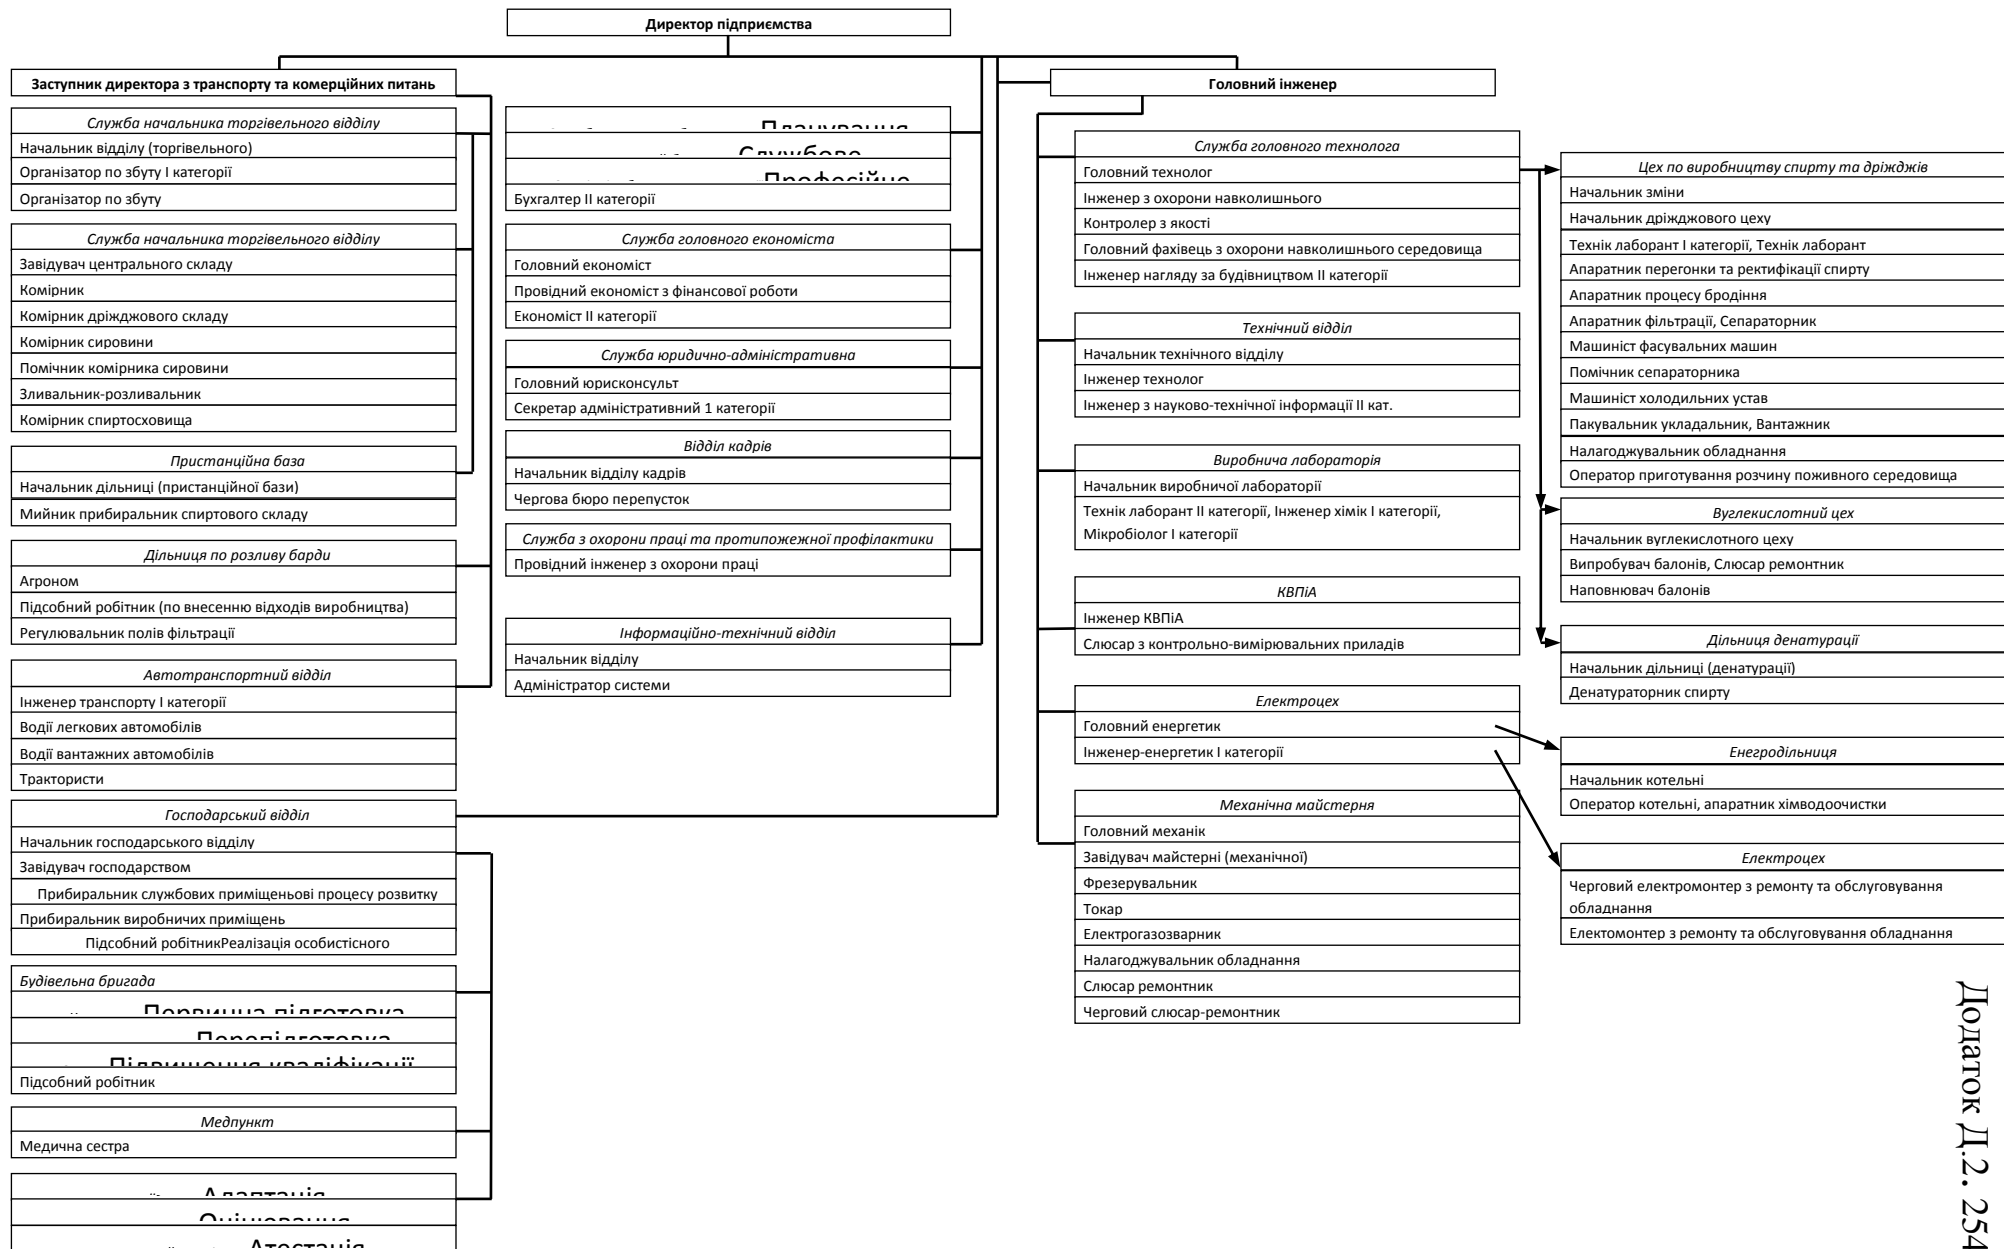 Директор підприємства
Заступник директора з транспорту та комерційних питань
Служба начальника торгівельного відділу
Начальник відділу (торгівельного)
Організатор по збуту І категорії
Організатор по збуту
Служба начальника торгівельного відділу
Завідувач центрального складу
Комірник
Комірник дріжджового складу
Комірник сировини
Помічник комірника сировини
Зливальник-розливальник
Комірник спиртосховища
Пристанційна база
Начальник дільниці (пристанційної бази)
Мийник прибиральник спиртового складу
Дільниця по розливу барди
Агроном
Підсобний робітник (по внесенню відходів виробництва)
Регулювальник полів фільтрації
Автотранспортний відділ
Інженер транспорту І категорії
Водії легкових автомобілів
Водії вантажних автомобілів
Трактористи
Господарський відділ
Начальник господарського відділу
Завідувач господарством
Прибиральник службових приміщеньові процесу розвитку
Прибиральник виробничих приміщень
Підсобний робітникРеалізація особистісного
Будівельна бригада
Первинна підготовка
Перепідготовка
Підвищення кваліфікації
Підсобний робітник
Медпункт
Медична сестра
Адаптація
Оцінювання
Атестація
Планування
Службове
Професійне
Бухгалтер ІІ категорії
Служба головного економіста
Головний економіст
Провідний економіст з фінансової роботи
Економіст ІІ категорії
Служба юридично-адміністративна
Головний юрисконсульт
Секретар адміністративний 1 категорії
Відділ кадрів
Начальник відділу кадрів
Чергова бюро перепусток
Служба з охорони праці та протипожежної профілактики
Провідний інженер з охорони праці
Інформаційно-технічний відділ
Начальник відділу
Адміністратор системи
Головний інженер
Служба головного технолога
Головний технолог
Інженер з охорони навколишнього
Контролер з якості
Головний фахівець з охорони навколишнього середовища
Інженер нагляду за будівництвом ІІ категорії
Технічний відділ
Начальник технічного відділу
Інженер технолог
Інженер з науково-технічної інформації ІІ кат.
Виробнича лабораторія
Начальник виробничої лабораторії
Технік лаборант ІІ категорії, Інженер хімік І категорії,
Мікробіолог І категорії
КВПіА
Інженер КВПіА
Слюсар з контрольно-вимірювальних приладів
Електроцех
Головний енергетик
Інженер-енергетик І категорії
Механічна майстерня
Головний механік
Завідувач майстерні (механічної)
Фрезерувальник
Токар
Електрогазозварник
Налагоджувальник обладнання
Слюсар ремонтник
Черговий слюсар-ремонтник
Цех по виробництву спирту та дріжджів
Начальник зміни
Начальник дріжджового цеху
Технік лаборант І категорії, Технік лаборант
Апаратник перегонки та ректифікації спирту
Апаратник процесу бродіння
Апаратник фільтрації, Сепараторник
Машиніст фасувальних машин
Помічник сепараторника
Машиніст холодильних устав
Пакувальник укладальник, Вантажник
Налагоджувальник обладнання
Оператор приготування розчину поживного середовища
Вуглекислотний цех
Начальник вуглекислотного цеху
Випробувач балонів, Слюсар ремонтник
Наповнювач балонів
Дільниця денатурації
Начальник дільниці (денатурації)
Денатураторник спирту
Енегродільниця
Начальник котельні
Оператор котельні, апаратник хімводоочистки
Електроцех
Черговий електромонтер з ремонту та обслуговування
обладнання
Електомонтер з ремонту та обслуговування обладнання
Додаток Д.2. 254